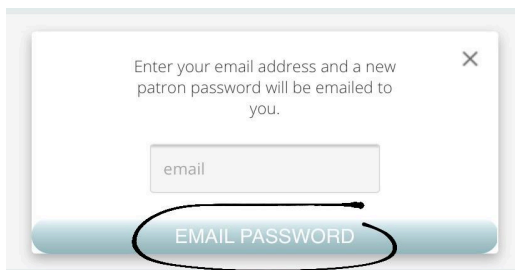 Enter your email address and a new
patron password will be emailed to
you.
email
EMAIL PASSWORD